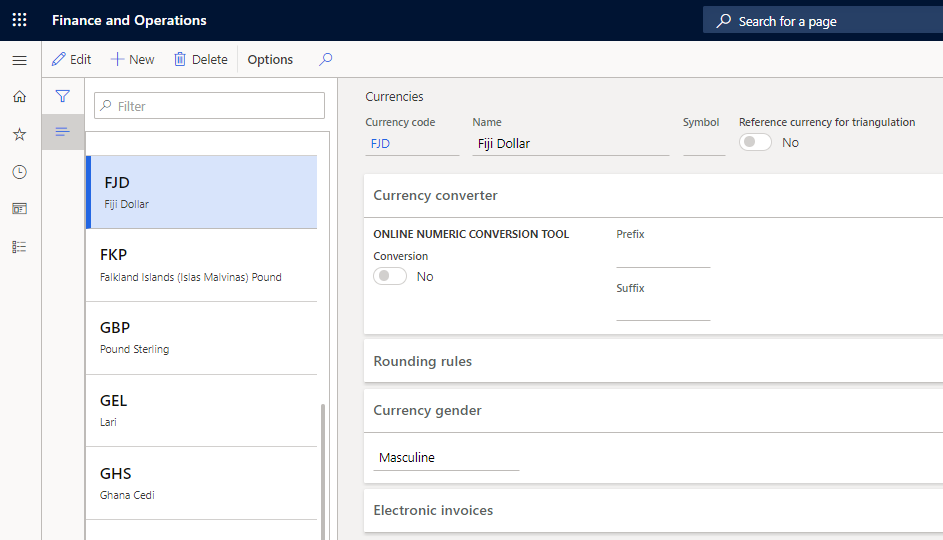 Finance and Operations
Search for a page
Edit
New
Delete
Options
Filter
FJD
Fiji Dollar
FKP
Falkland Islands (Islas Malvinas) Pound
GBP
Pound Sterling
GEL
Lari
GHS
Ghana Cedi
Currencies
Currency code
Name
Symbol
Reference currency for triangulation
FJD
Fiji Dollar
No
Currency converter
ONLINE NUMERIC CONVERSION TOOL
Conversion
No
Prefix
Suffix
Rounding rules
Currency gender
Masculine
Electronic invoices